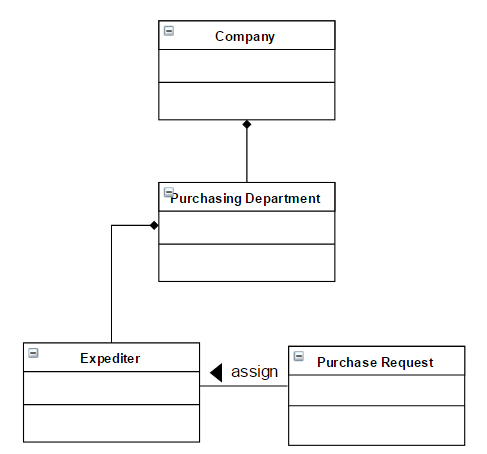 Company
Purchasing Department
Expediter
assign
Purchase Request